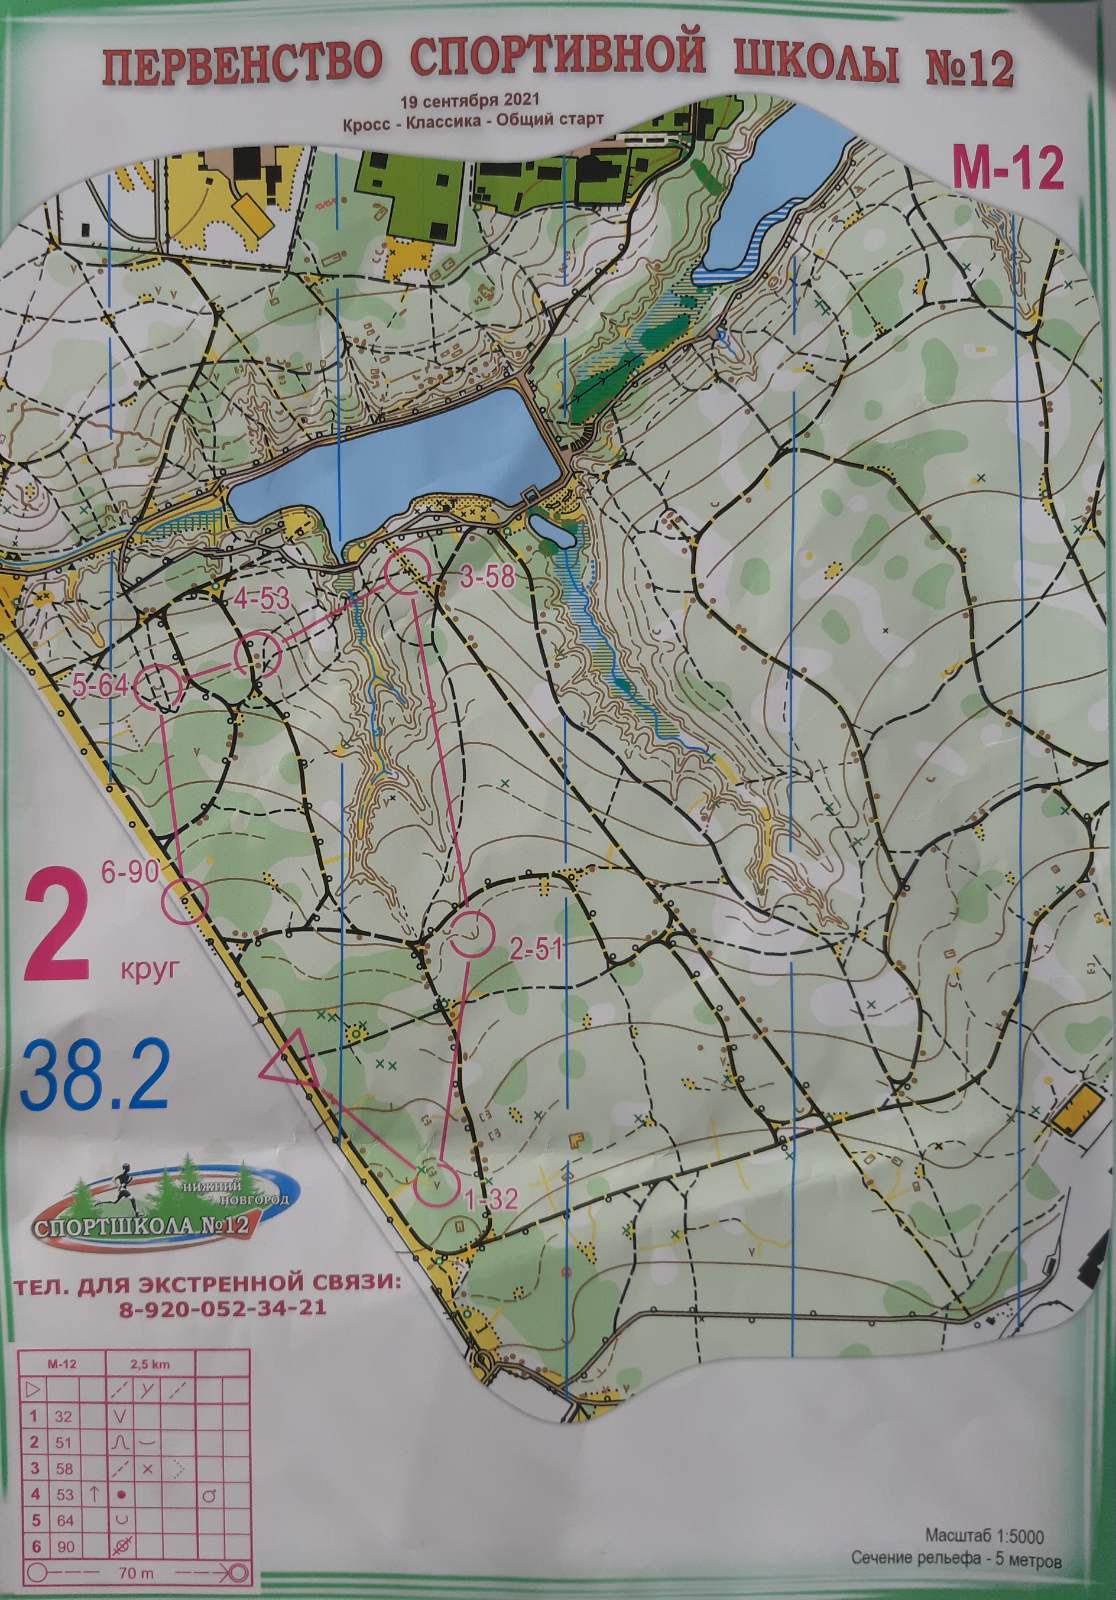 ПЕРВЕНСТВО СПОРТИВНОЙ ШКОЛЫ №12
19 сентября 2021
Кросс - Классика - Общий старт
М-12
3-58
4-53
5-64
6-90
2
круг
2-51
38.2
1-32
НИЖНИЙ
НОВГОРОД
СПОРТШКОЛА №12
ТЕЛ. ДЛЯ ЭКСТРЕННОЙ СВЯЗИ:
8-920-052-34-21
М-12 2,5 km
1 32
2 51
3 58
4 53
5 64
6 90
70 m
Масштаб 1:5000
Сечение рельефа - 5 метров